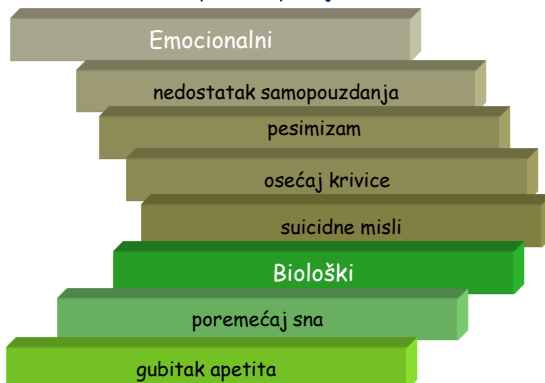 Emocionalni
nedostatak samopouzdanja
pesimizam
osećaj krivice
suicidne misli
Biološki
poremećaj sna
gubitak apetita